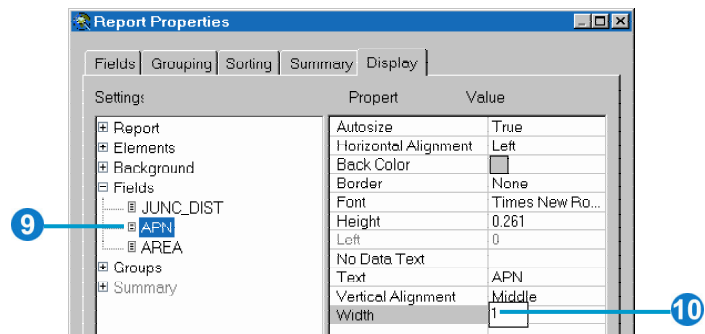 Report Properties
Fields Grouping Sorting Summary Display
Settings Propert Value
Report
Elements
Background
Fields
JUNC_DIST
APN
AREA
Groups
Summary
Autosize True
Horizontal Alignment Left
Back Color
Border None
Font Times New Ro...
Height 0.261
Left 0
No Data Text
Text APN
Vertical Alignment Middle
Width 1
9
10